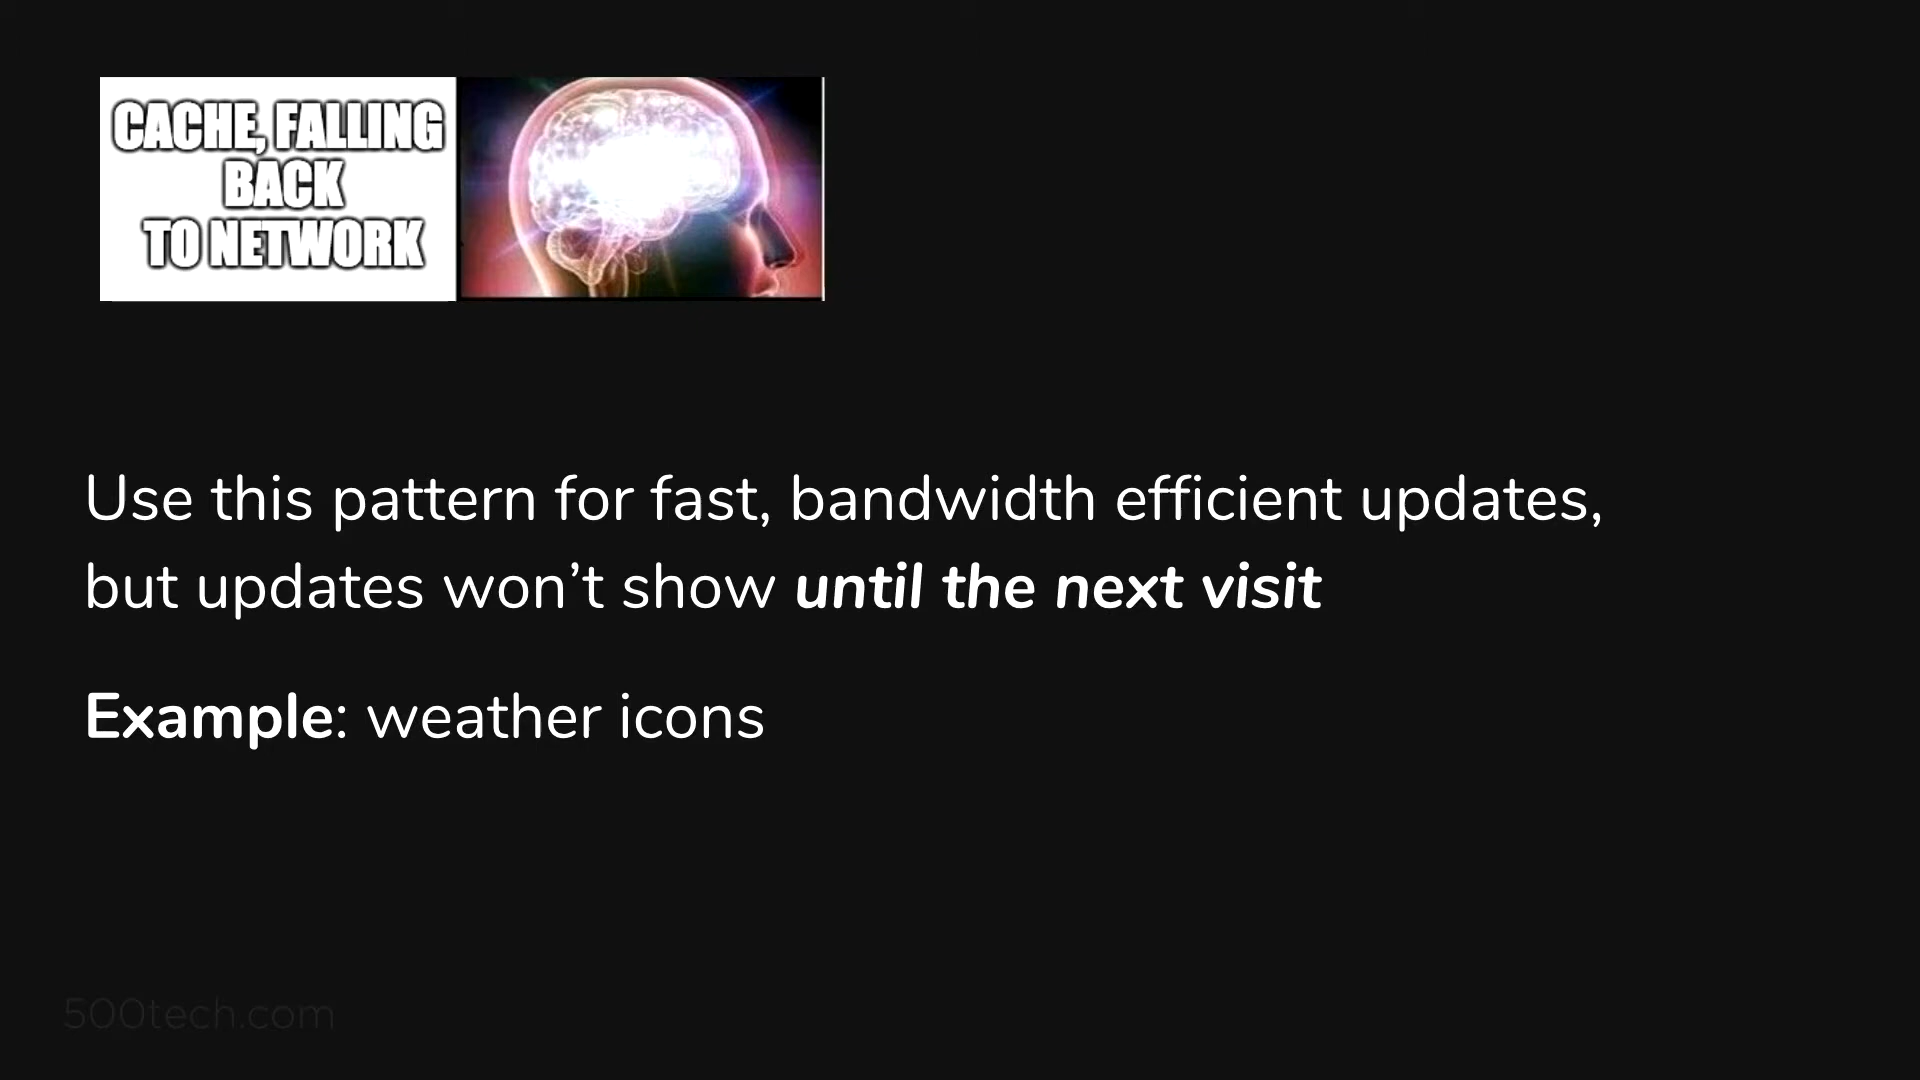 CACHE, FALLING
BACK
TO NETWORK
Use this pattern for fast, bandwidth efficient updates,
but updates won’t show until the next visit
Example: weather icons
500tech.com